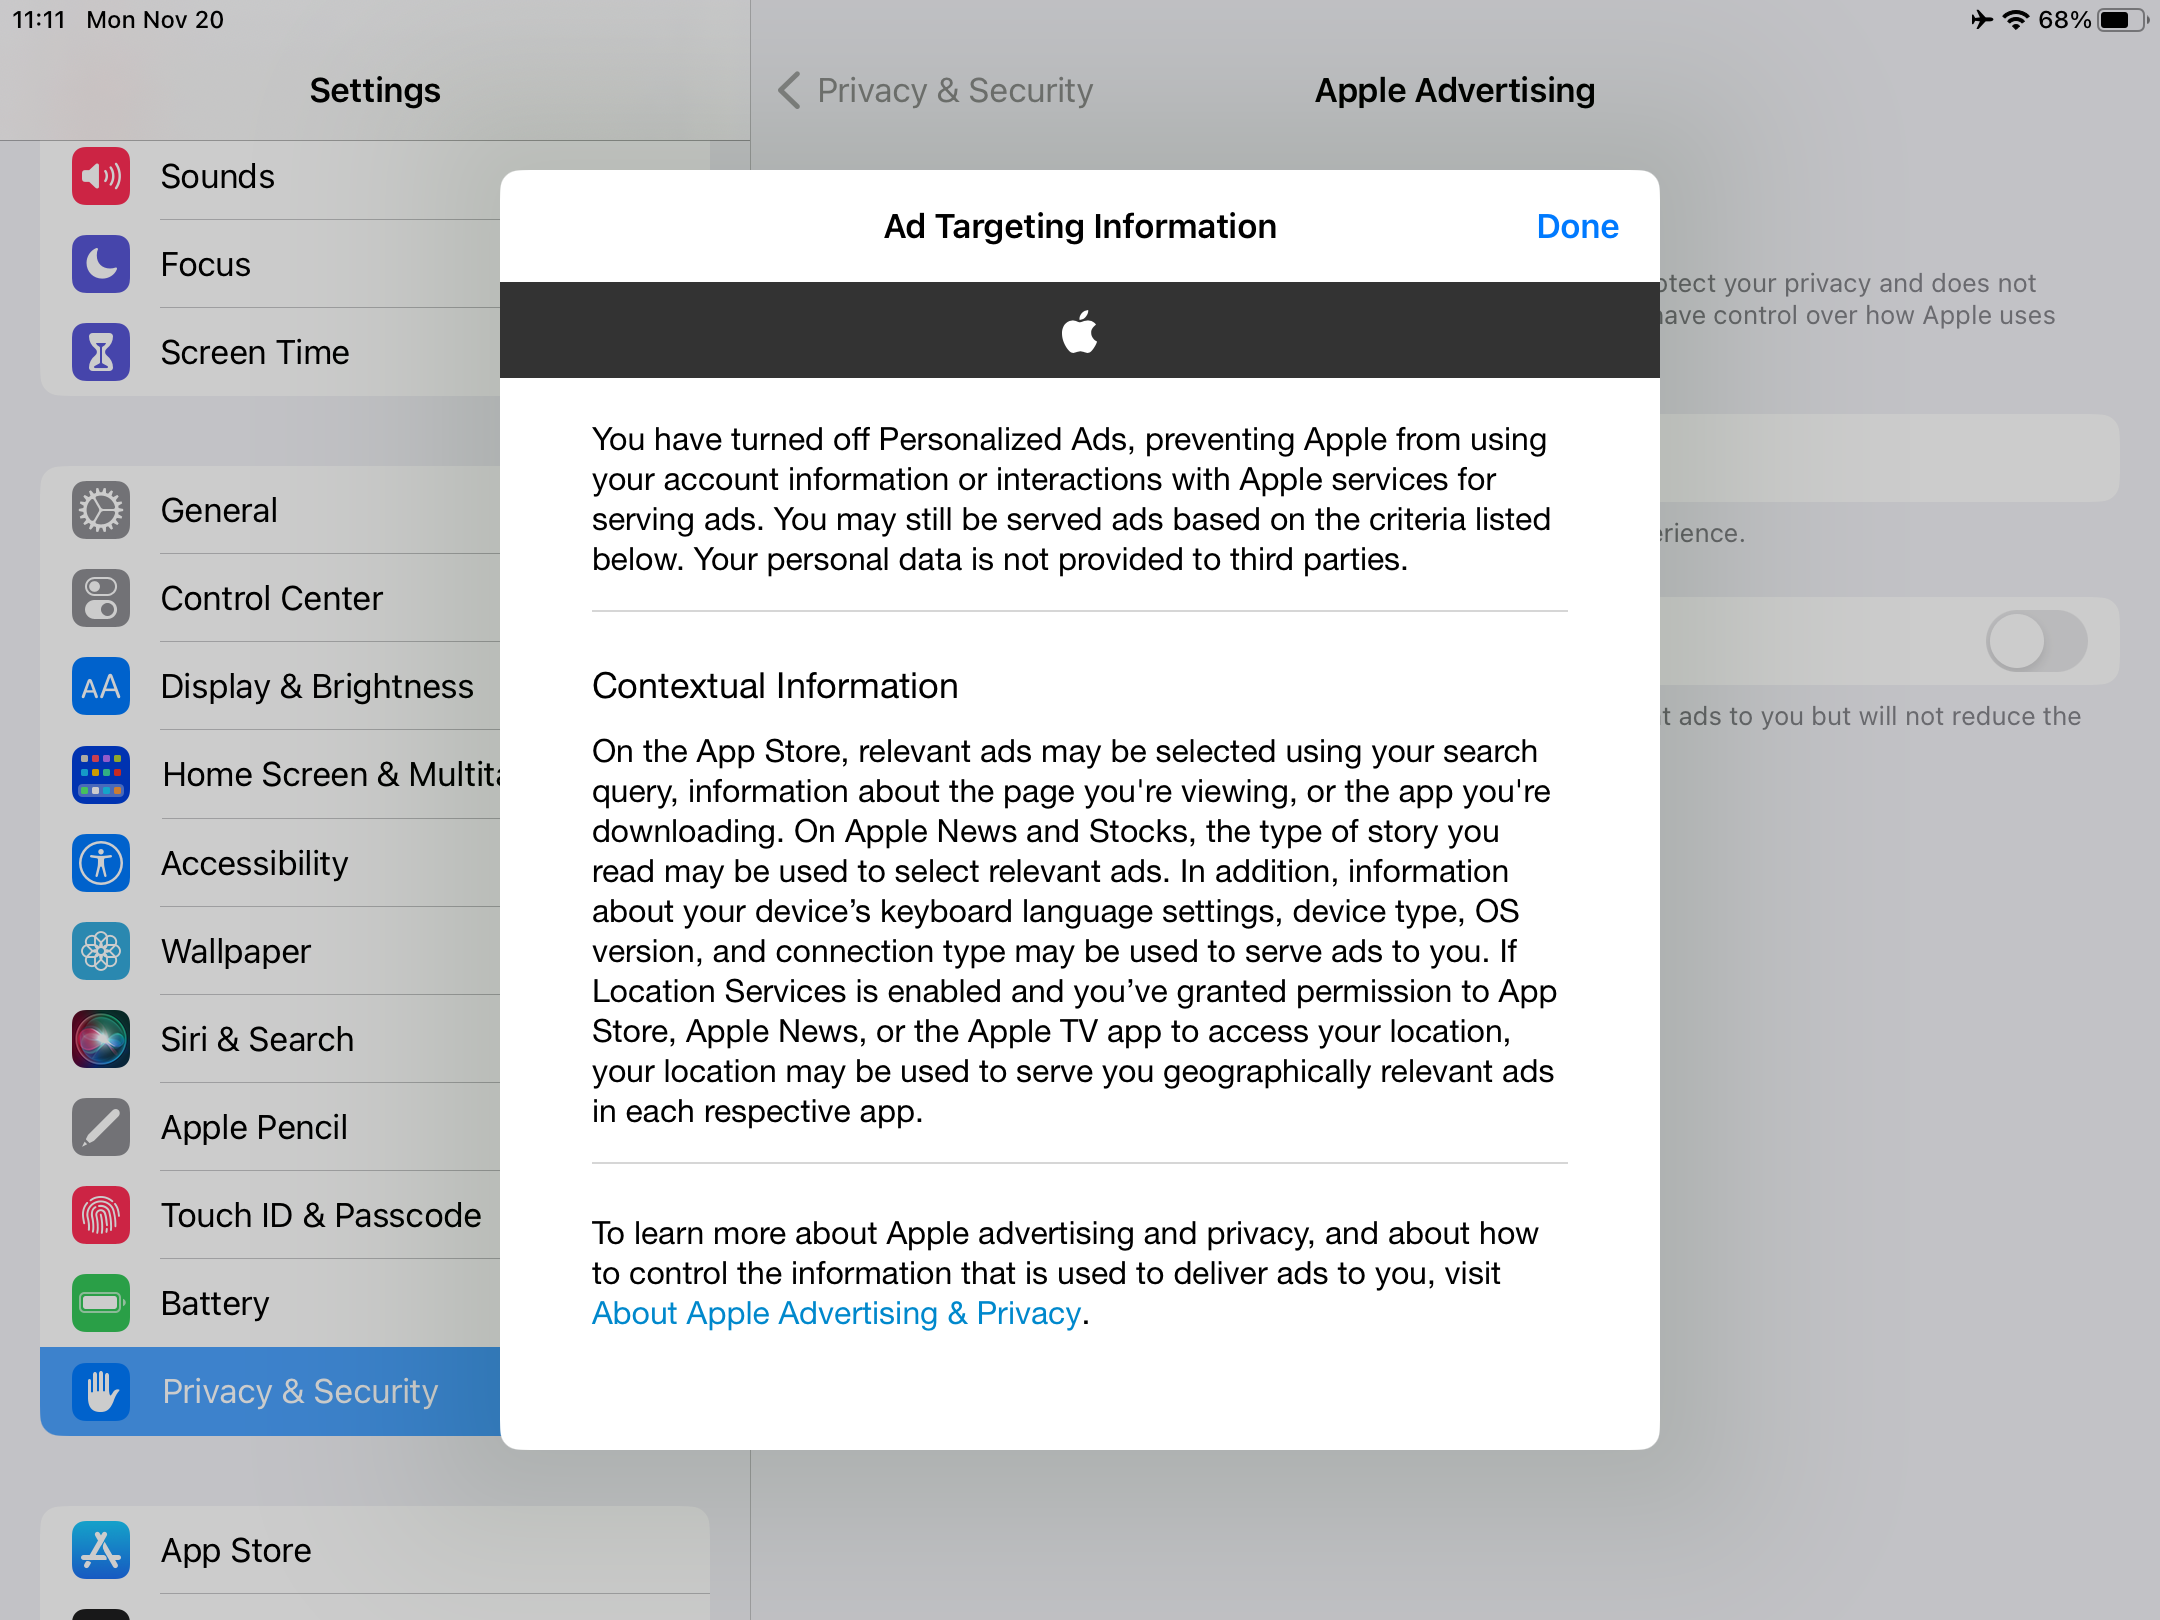 11:11 Mon Nov 20
68%
Settings
Privacy & Security
Apple Advertising
Sounds
Focus
Screen Time
General
Control Center
AA
Display & Brightness
Home Screen &
Accessibility
Wallpaper
Siri & Search
Apple Pencil
Touch ID & Passcode
Battery
Privacy & Security
App Store
Ad Targeting Information
Done
You have turned off Personalized Ads, preventing Apple from using
your account information or interactions with Apple services for
serving ads. You may still be served ads based on the criteria listed
below. Your personal data is not provided to third parties.
Contextual Information
On the App Store, relevant ads may be selected using your search
query, information about the page you're viewing, or the app you're
downloading. On Apple News and Stocks, the type of story you
read may be used to select relevant ads. In addition, information
about your device’s keyboard language settings, device type, OS
version, and connection type may be used to serve ads to you. If
Location Services is enabled and you’ve granted permission to App
Store, Apple News, or the Apple TV app to access your location,
your location may be used to serve you geographically relevant ads
in each respective app.
To learn more about Apple advertising and privacy, and about how
to control the information that is used to deliver ads to you, visit
About Apple Advertising & Privacy.
your privacy and does not
have control over how Apple uses
ads to you but will not reduce the